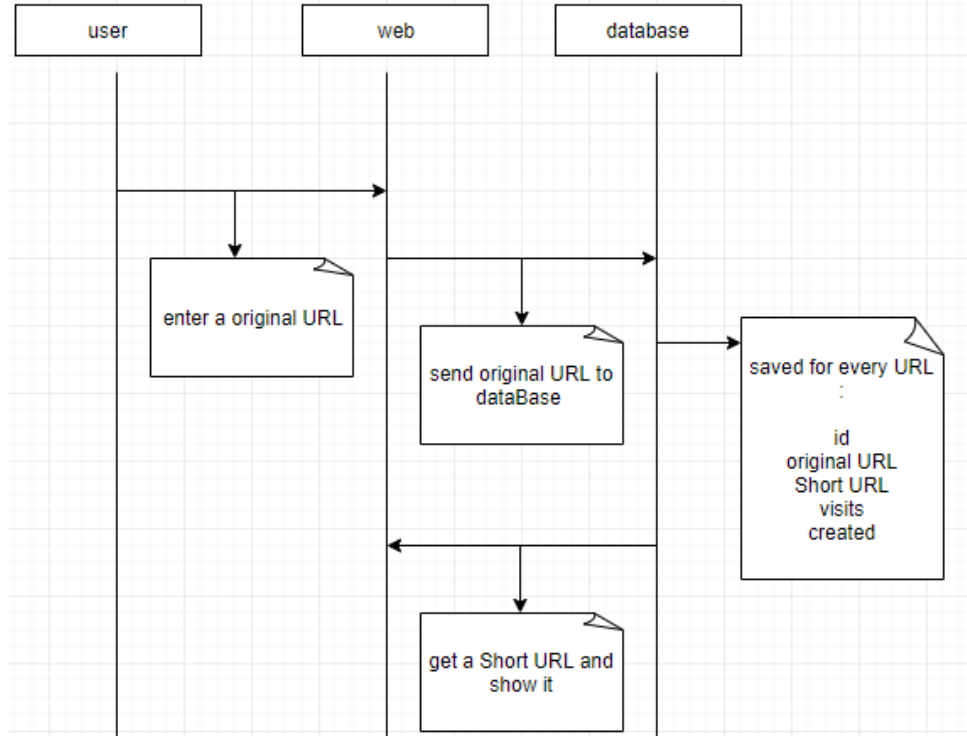 user
web
database
enter a original URL
send original URL to
dataBase
saved for every URL
:
id
original URL
Short URL
visits
created
get a Short URL and
show it